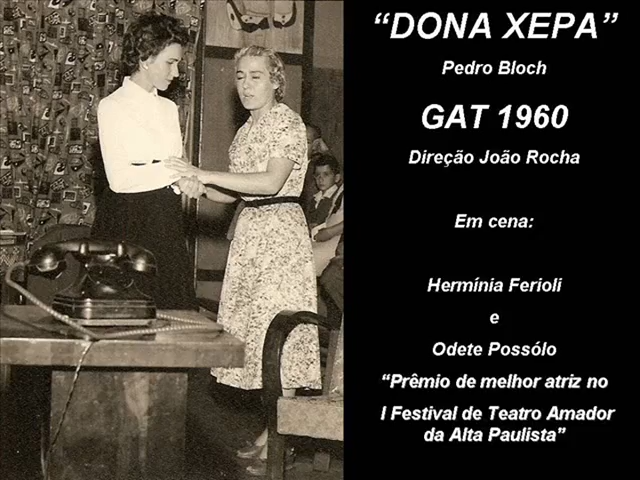 “DONA XEPA”
Pedro Bloch
GAT 1960
Direção João Rocha
Em cena:
Hermínia Ferioli
e
Odete Possólo
“Prêmio de melhor atriz no
I Festival de Teatro Amador
da Alta Paulista”